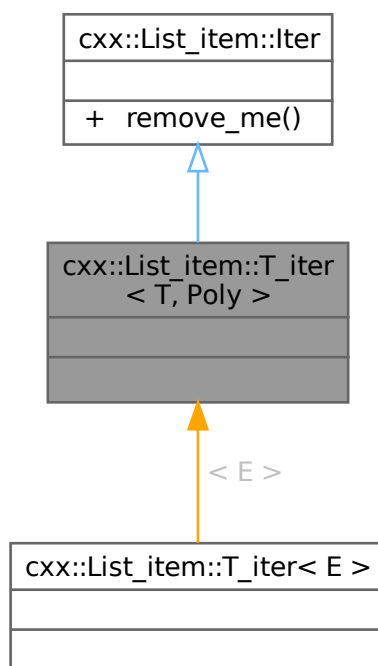 cxx::List_item::Iter
+ remove_me()
cxx::List_item::T_iter
< T, Poly >
< E >
cxx::List_item::T_iter< E >